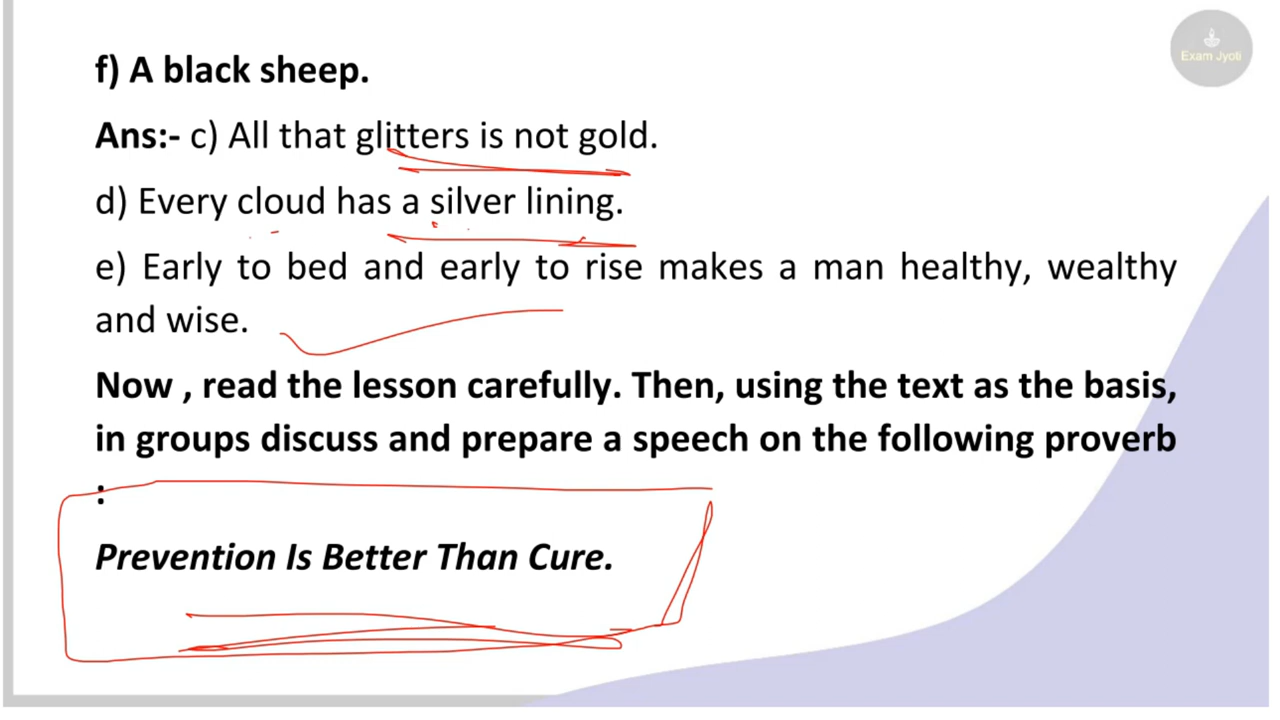 Exam Jyoti
f) A black sheep.
Ans:- c) All that glitters is not gold.
d) Every cloud has a silver lining.
e) Early to bed and early to rise makes a man healthy, wealthy
and wise.
Now , read the lesson carefully. Then, using the text as the basis,
in groups discuss and prepare a speech on the following proverb
:
Prevention Is Better Than Cure.